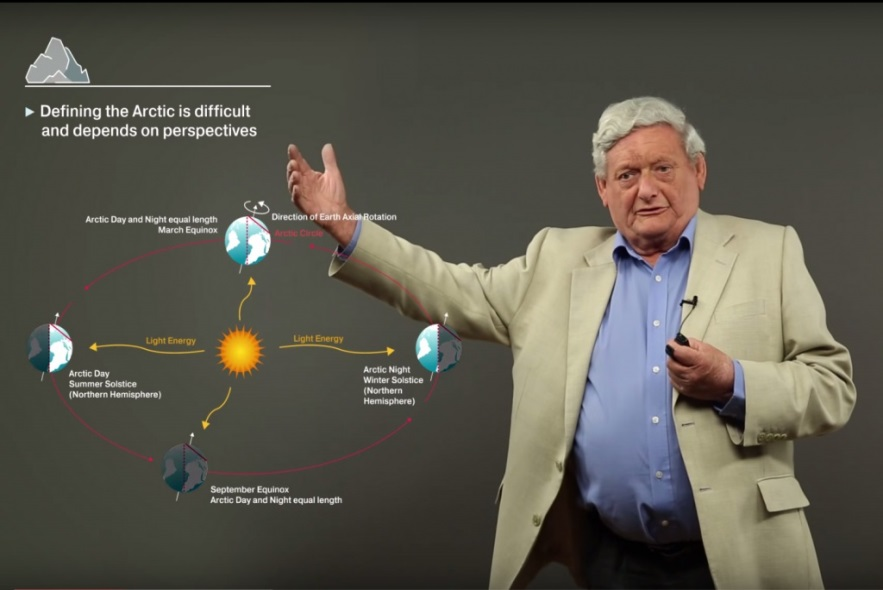 ► Defining the Arctic is difficult
and depends on perspectives
Arctic Day and Night equal length
March Equinox
Direction of Earth Axial Rotation
Arctic Circle
Light Energy
Light Energy
Arctic Day
Summer Solstice
(Northern Hemisphere)
Arctic Night
Winter Solstice
(Northern
Hemisphere)
September Equinox
Arctic Day and Night equal length